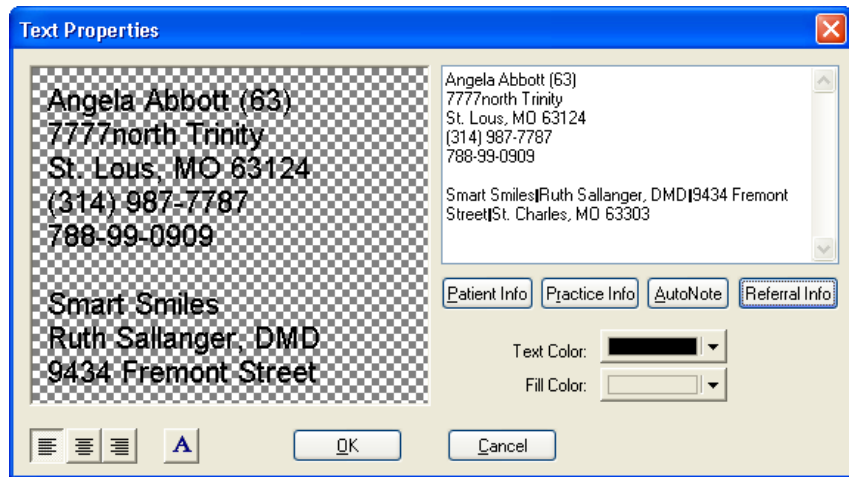 Text Properties
Angela Abbott (63)
7777north Trinity
St. Lous, MO 63124
(314) 987-7787
788-99-0909
Smart Smiles
Ruth Sallanger, DMD
9434 Fremont Street
Angela Abbott (63)
7777north Trinity
St. Lous, MO 63124
(314) 987-7787
788-99-0909
Smart Smiles|Ruth Sallanger, DMD|9434 Fremont
Street|St. Charles, MO 63303
Patient Info Practice Info AutoNote Referral Info
Text Color:
Fill Color:
A OK Cancel